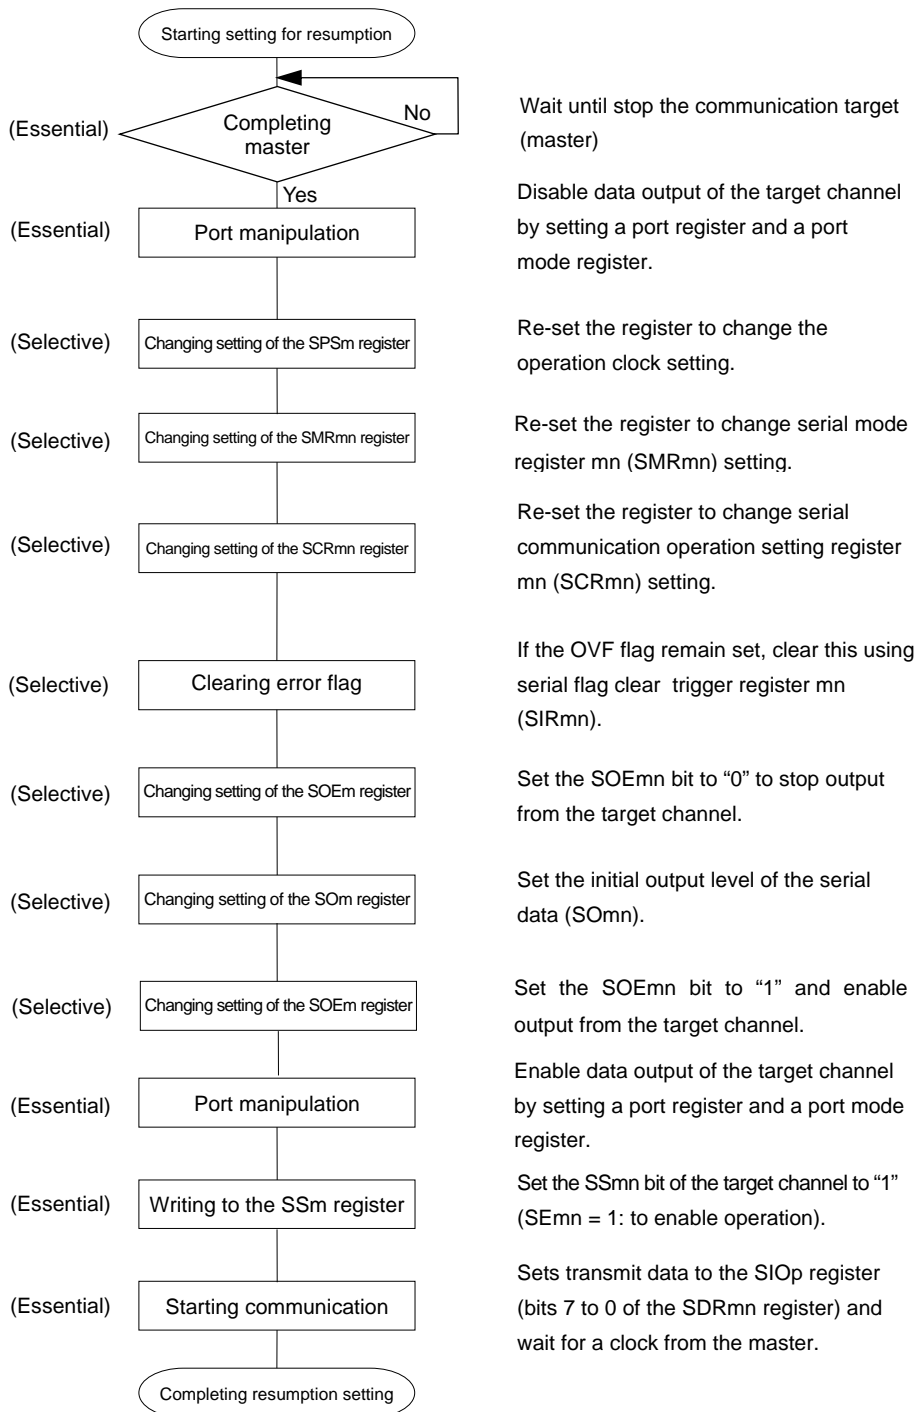 Starting setting for resumption
No
(Essential)
Completing
master
Wait until stop the communication target
(master)
Yes
(Essential)
Port manipulation
Disable data output of the target channel
by setting a port register and a port
mode register.
(Selective)
Changing setting of the SPSm register
Re-set the register to change the
operation clock setting.
(Selective)
Changing setting of the SMRmn register
Re-set the register to change serial mode
register mn (SMRmn) setting.
(Selective)
Changing setting of the SCRmn register
Re-set the register to change serial
communication operation setting register
mn (SCRmn) setting.
(Selective)
Clearing error flag
If the OVF flag remain set, clear this using
serial flag clear trigger register mn
(SIRmn).
(Selective)
Changing setting of the SOEm register
Set the SOEmn bit to “0” to stop output
from the target channel.
(Selective)
Changing setting of the SOm register
Set the initial output level of the serial
data (SOmn).
(Selective)
Changing setting of the SOEm register
Set the SOEmn bit to “1” and enable
output from the target channel.
(Essential)
Port manipulation
Enable data output of the target channel
by setting a port register and a port mode
register.
(Essential)
Writing to the SSm register
Set the SSmn bit of the target channel to “1”
(SEmn = 1: to enable operation).
(Essential)
Starting communication
Sets transmit data to the SIOp register
(bits 7 to 0 of the SDRmn register) and
wait for a clock from the master.
Completing resumption setting